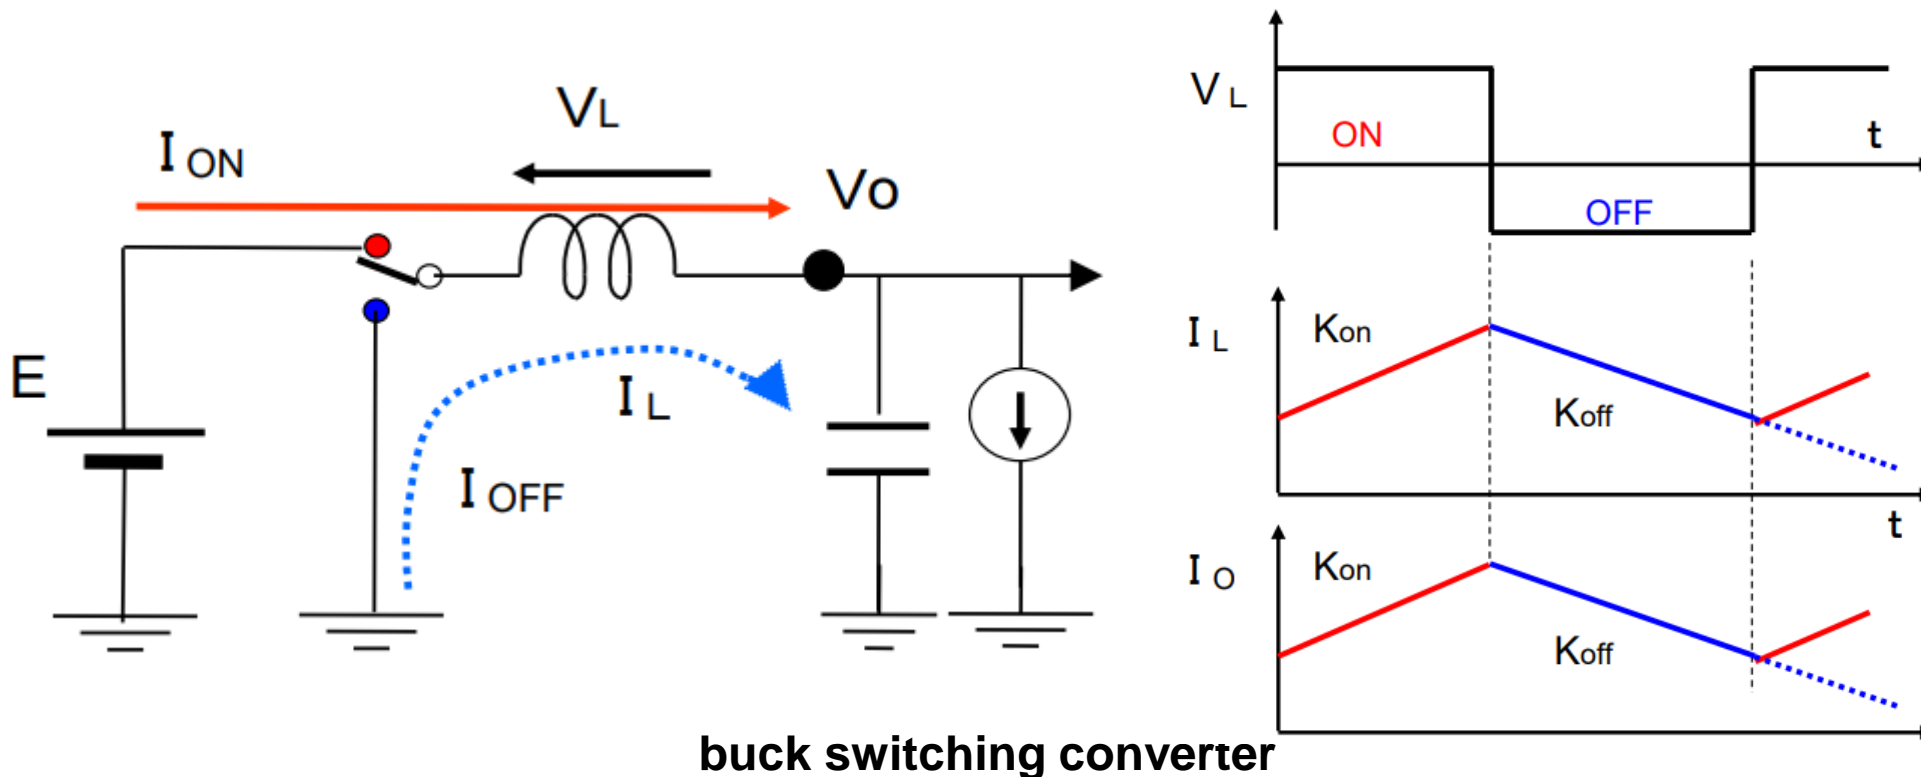 VL
I ON
Vo
E
I L
I OFF
V L
ON
t
OFF
I L
Kon
Koff
t
I O
Kon
Koff
buck switching converter